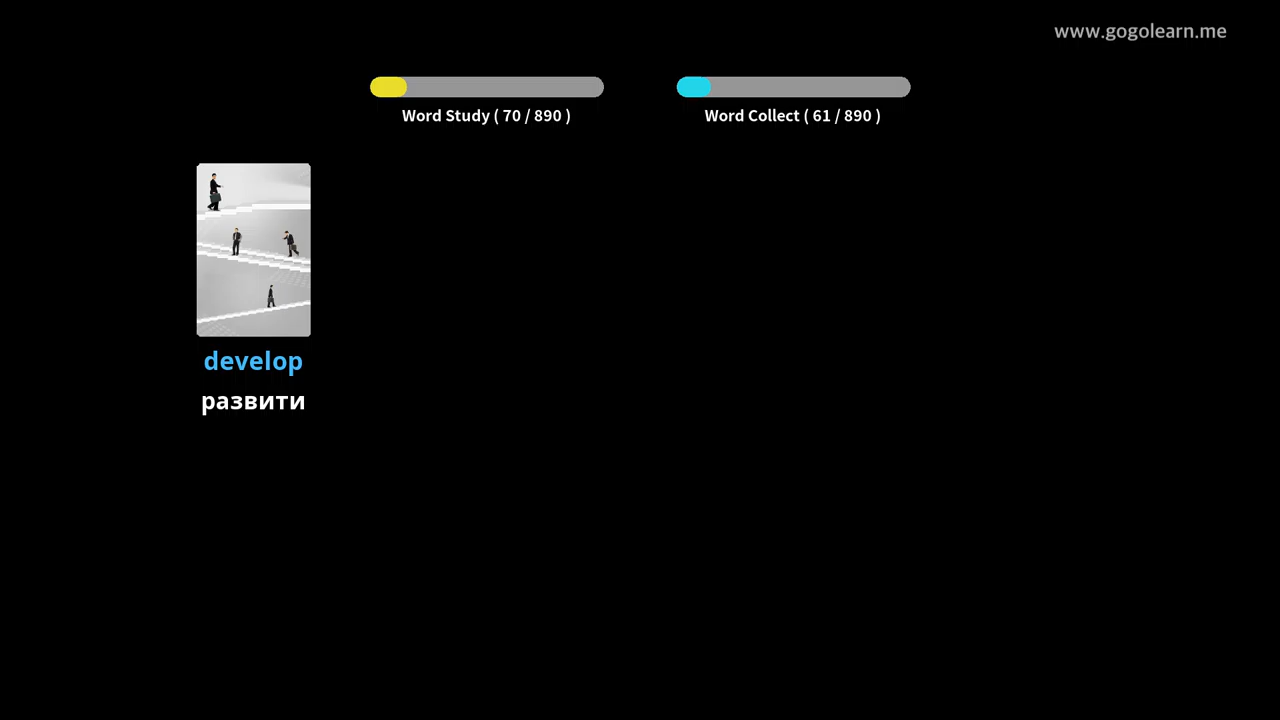 www.gogolearn.me
Word Study ( 70 / 890 )
Word Collect ( 61 / 890 )
develop
развити